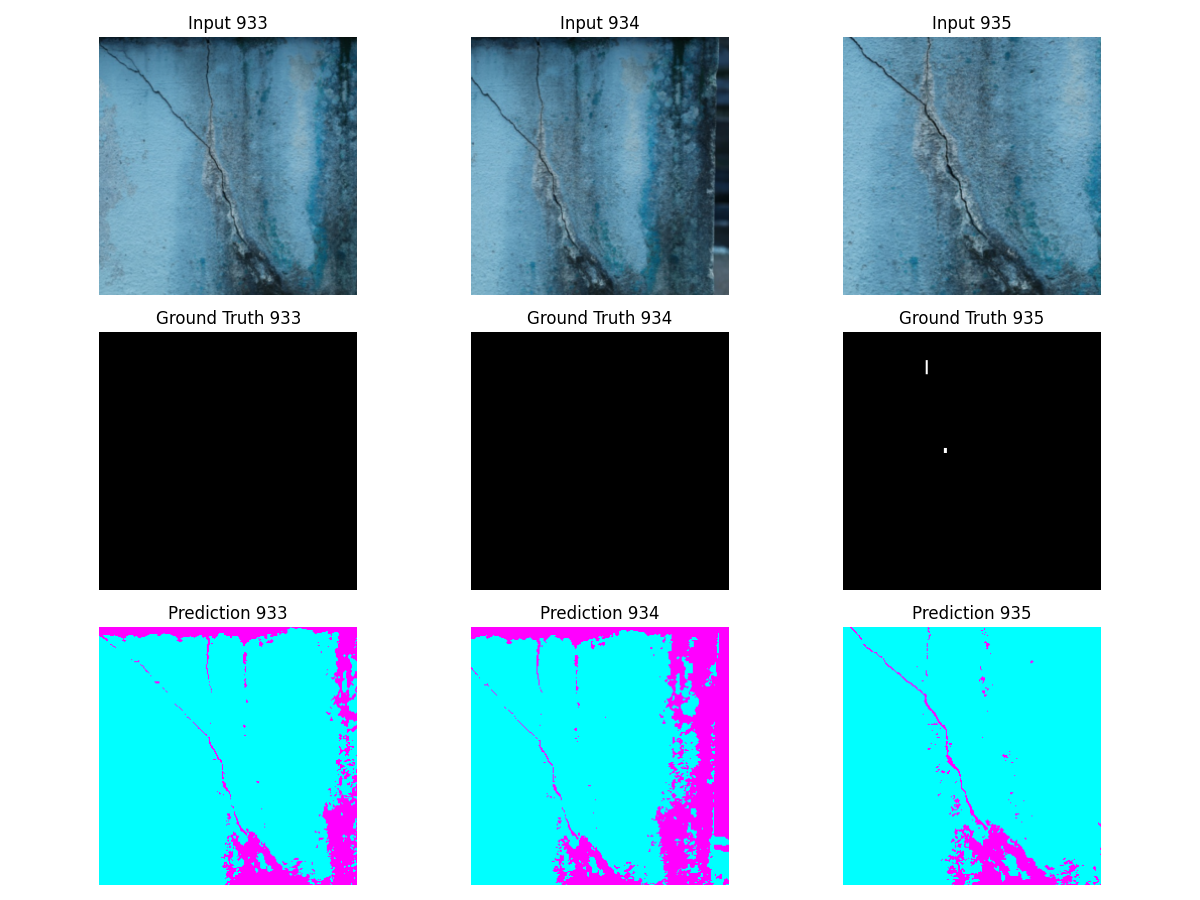 Input 933
Input 934
Input 935
Ground Truth 933
Ground Truth 934
Ground Truth 935
Prediction 933
Prediction 934
Prediction 935